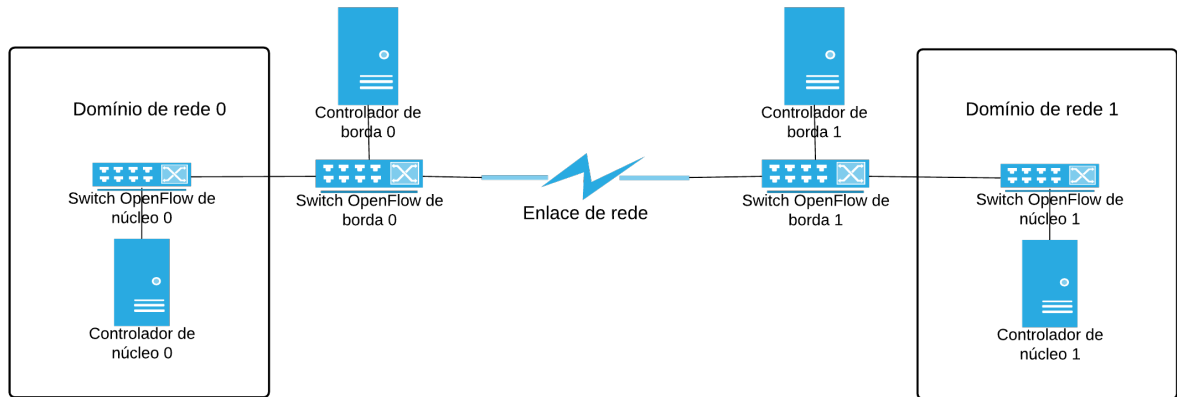 Domínio de rede 0
Switch OpenFlow de
núcleo 0
Controlador de
núcleo 0
Controlador de
borda 0
Switch OpenFlow de
borda 0
Enlace de rede
Controlador de
borda 1
Switch OpenFlow de
borda 1
Domínio de rede 1
Switch OpenFlow de
núcleo 1
Controlador de
núcleo 1